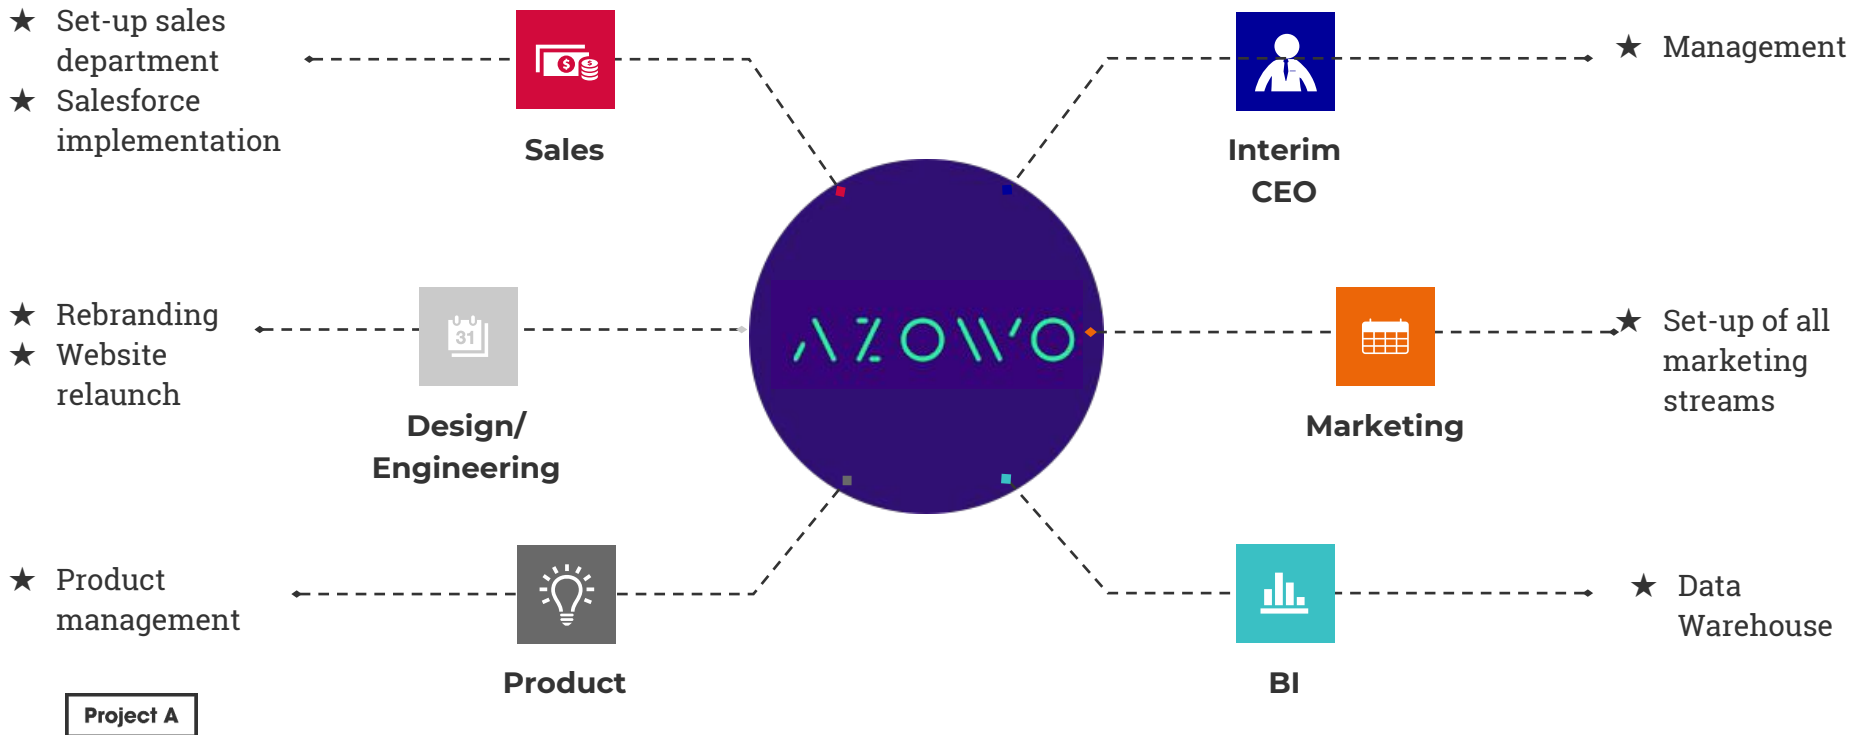 ★ Set-up sales
department
★ Salesforce
implementation
Sales
Interim
CEO
★ Management
★ Rebranding
★ Website
relaunch
31
Design/
Engineering
AZOWO
Marketing
★ Set-up of all
marketing
streams
★ Product
management
Product
BI
★ Data
Warehouse
Project A